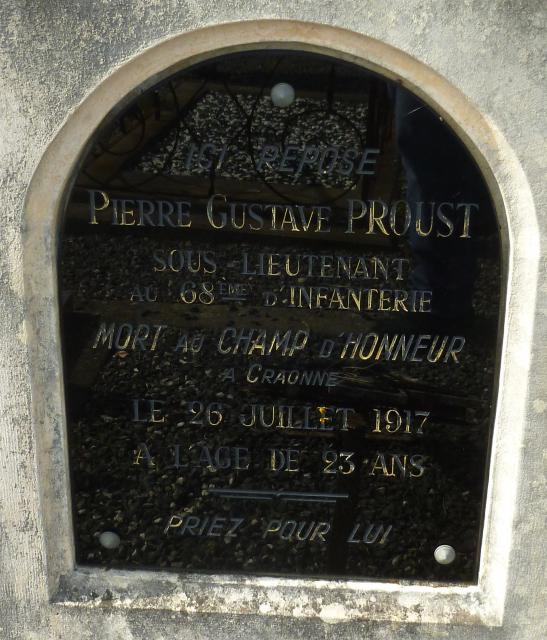 ICI REPOSE
PIERRE GUSTAVE PROUST
SOUS-LIEUTENANT
AU 68ÈME D'INFANTERIE
MORT AU CHAMP D'HONNEUR
A CRAONNE
LE 26 JUILLET 1917
A L'AGE DE 23 ANS
PRIEZ POUR LUI